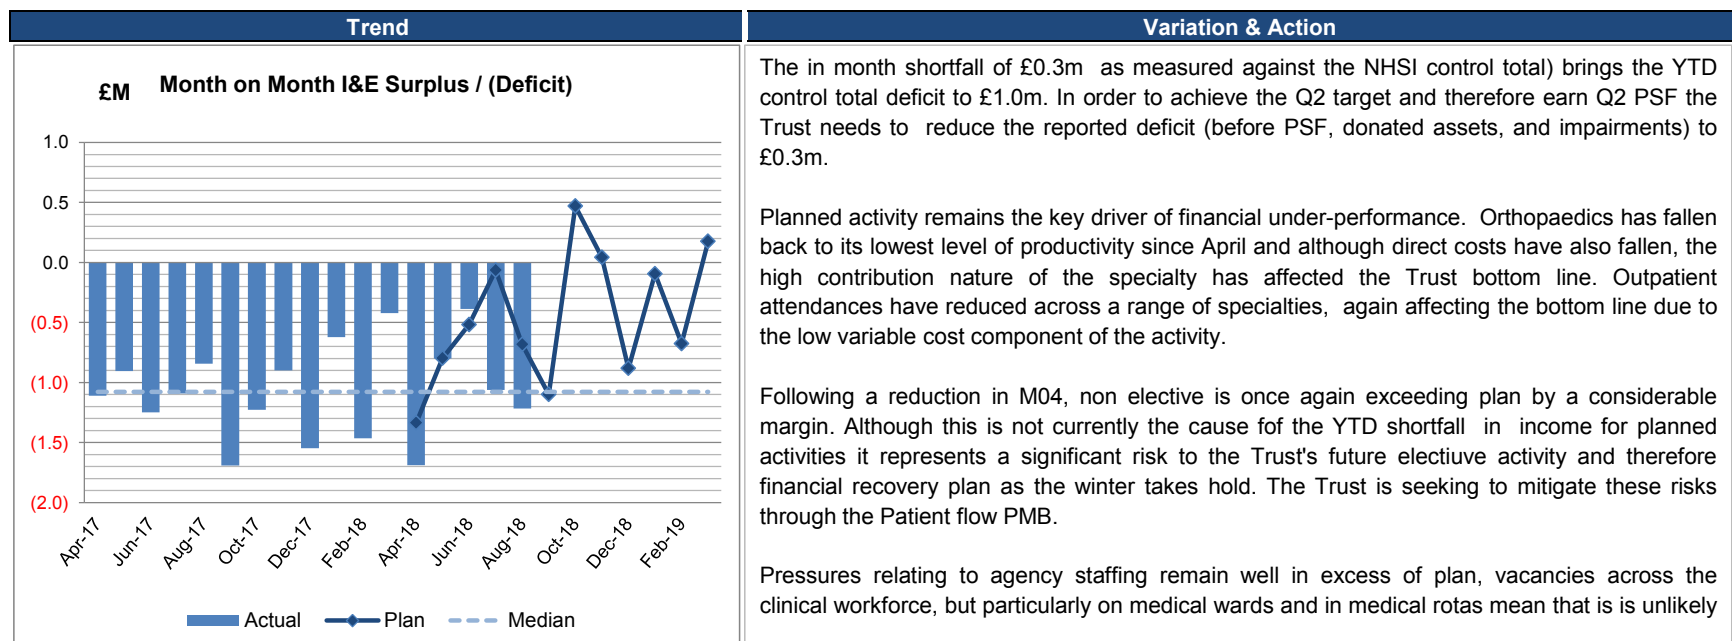 Trend
Variation & Action
£M
Month on Month I&E Surplus / (Deficit)
1.0
0.5
0.0
(0.5)
(1.0)
(1.5)
(2.0)
Apr-17
Jun-17
Aug-17
Oct-17
Dec-17
Feb-18
Apr-18
Jun-18
Aug-18
Oct-18
Dec-18
Feb-19
Actual
Plan
Median
The in month shortfall of £0.3m as measured against the NHSI control total) brings the YTD
control total deficit to £1.0m. In order to achieve the Q2 target and therefore earn Q2 PSF the
Trust needs to reduce the reported deficit (before PSF, donated assets, and impairments) to
£0.3m.
Planned activity remains the key driver of financial under-performance. Orthopaedics has fallen
back to its lowest level of productivity since April and although direct costs have also fallen, the
high contribution nature of the specialty has affected the Trust bottom line. Outpatient
attendances have reduced across a range of specialties, again affecting the bottom line due to
the low variable cost component of the activity.
Following a reduction in M04, non elective is once again exceeding plan by a considerable
margin. Although this is not currently the cause fof the YTD shortfall in income for planned
activities it represents a significant risk to the Trust's future electiuve activity and therefore
financial recovery plan as the winter takes hold. The Trust is seeking to mitigate these risks
through the Patient flow PMB.
Pressures relating to agency staffing remain well in excess of plan, vacancies across the
clinical workforce, but particularly on medical wards and in medical rotas mean that is is unlikely